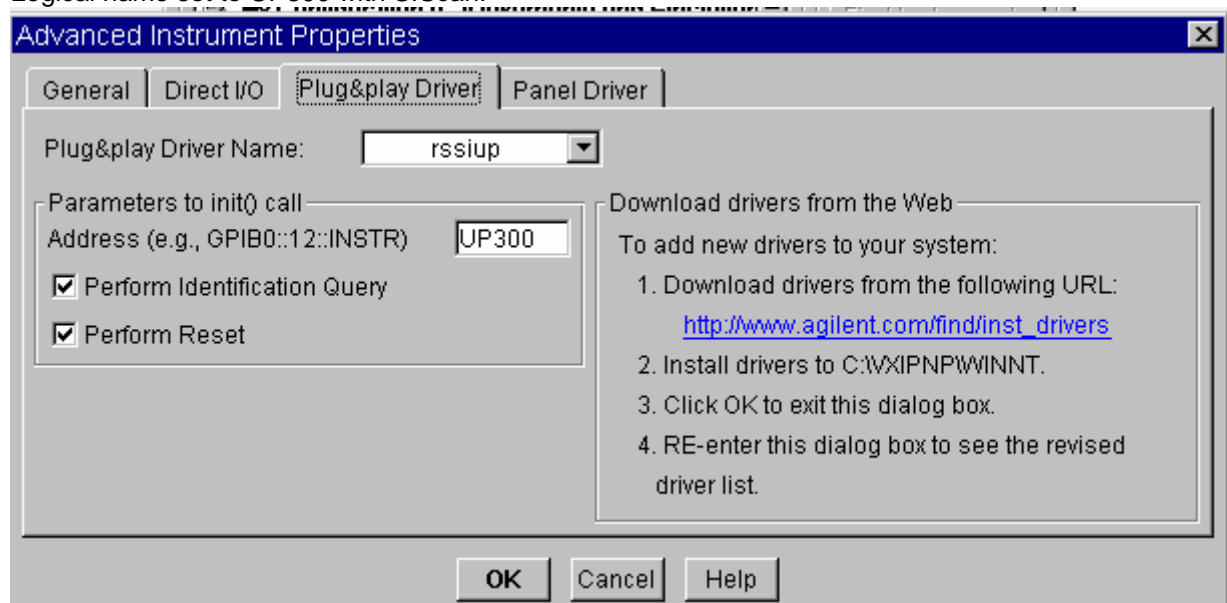 Advanced Instrument Properties
General Direct I/O Plug&play Driver Panel Driver
Plug&play Driver Name: rssiup
Parameters to init() call
Address (e.g., GPIB0::12::INSTR) UP300
Perform Identification Query
Perform Reset
Download drivers from the Web
To add new drivers to your system:
1. Download drivers from the following URL:
http://www.agilent.com/find/inst_drivers
2. Install drivers to C:\VXIPNP\WINNT.
3. Click OK to exit this dialog box.
4. RE-enter this dialog box to see the revised
driver list.
OK Cancel Help